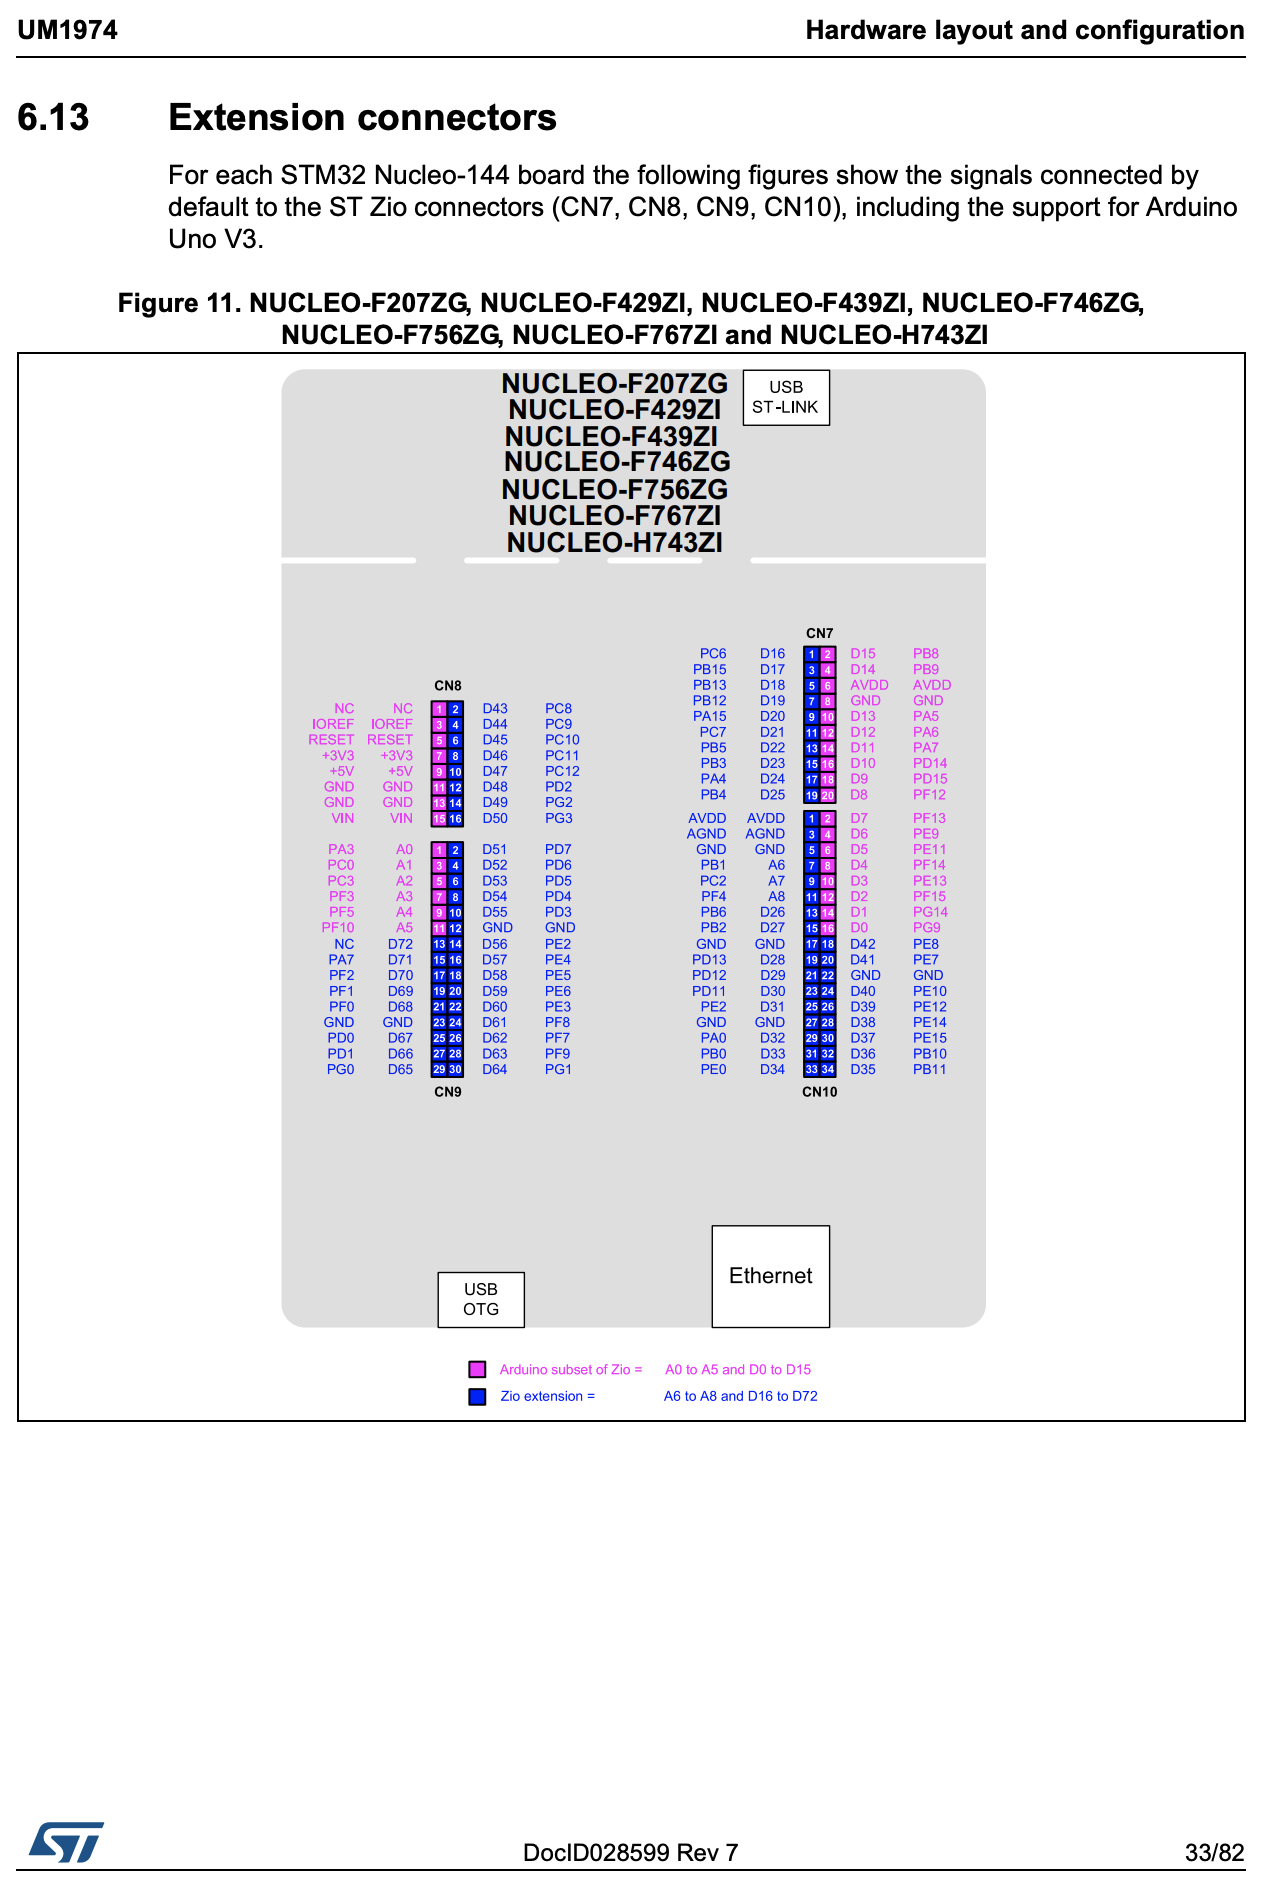 UM1974 Hardware layout and configuration
6.13 Extension connectors
For each STM32 Nucleo-144 board the following figures show the signals connected by
default to the ST Zio connectors (CN7, CN8, CN9, CN10), including the support for Arduino
Uno V3.
Figure 11. NUCLEO-F207ZG, NUCLEO-F429ZI, NUCLEO-F439ZI, NUCLEO-F746ZG,
NUCLEO-F756ZG, NUCLEO-F767ZI and NUCLEO-H743ZI
NUCLEO-F207ZG
NUCLEO-F429ZI
NUCLEO-F439ZI
NUCLEO-F746ZG
NUCLEO-F756ZG
NUCLEO-F767ZI
NUCLEO-H743ZI
USB
ST-LINK
CN8
NC NC 1 2 D43 PC8
IOREF IOREF 3 4 D44 PC9
RESET RESET 5 6 D45 PC10
+3V3 +3V3 7 8 D46 PC11
+5V +5V 9 10 D47 PC12
GND GND 11 12 D48 PD2
GND GND 13 14 D49 PG2
VIN VIN 15 16 D50 PG3
PA3 A0 1 2 D51 PD7
PC0 A1 3 4 D52 PD6
PC3 A2 5 6 D53 PD5
PF3 A3 7 8 D54 PD4
PF5 A4 9 10 D55 PD3
PF10 A5 11 12 GND GND
NC D72 13 14 D56 PE2
PA7 D71 15 16 D57 PE4
PF2 D70 17 18 D58 PE5
PF1 D69 19 20 D59 PE6
PF0 D68 21 22 D60 PE3
GND GND 23 24 D61 PF8
PD0 D67 25 26 D62 PF7
PD1 D66 27 28 D63 PF9
PG0 D65 29 30 D64 PG1
CN9
CN7
PC6 D16 1 2 D15 PB8
PB15 D17 3 4 D14 PB9
PB13 D18 5 6 AVDD AVDD
PB12 D19 7 8 GND GND
PA15 D20 9 10 D13 PA5
PC7 D21 11 12 D12 PA6
PB5 D22 13 14 D11 PA7
PB3 D23 15 16 D10 PD14
PA4 D24 17 18 D9 PD15
PB4 D25 19 20 D8 PF12
AVDD AVDD 1 2 D7 PF13
AGND AGND 3 4 D6 PE9
GND GND 5 6 D5 PE11
PB1 A6 7 8 D4 PF14
PC2 A7 9 10 D3 PE13
PF4 A8 11 12 D2 PF15
PB6 D26 13 14 D1 PG14
PB2 D27 15 16 D0 PG9
GND GND 17 18 D42 PE8
PD13 D28 19 20 D41 PE7
PD12 D29 21 22 GND GND
PD11 D30 23 24 D40 PE10
PE2 D31 25 26 D39 PE12
GND GND 27 28 D38 PE14
PA0 D32 29 30 D37 PE15
PB0 D33 31 32 D36 PB10
PE0 D34 33 34 D35 PB11
CN10
USB
OTG
Ethernet
Arduino subset of Zio = A0 to A5 and D0 to D15
Zio extension = A6 to A8 and D16 to D72
ST DocID028599 Rev 7 33/82